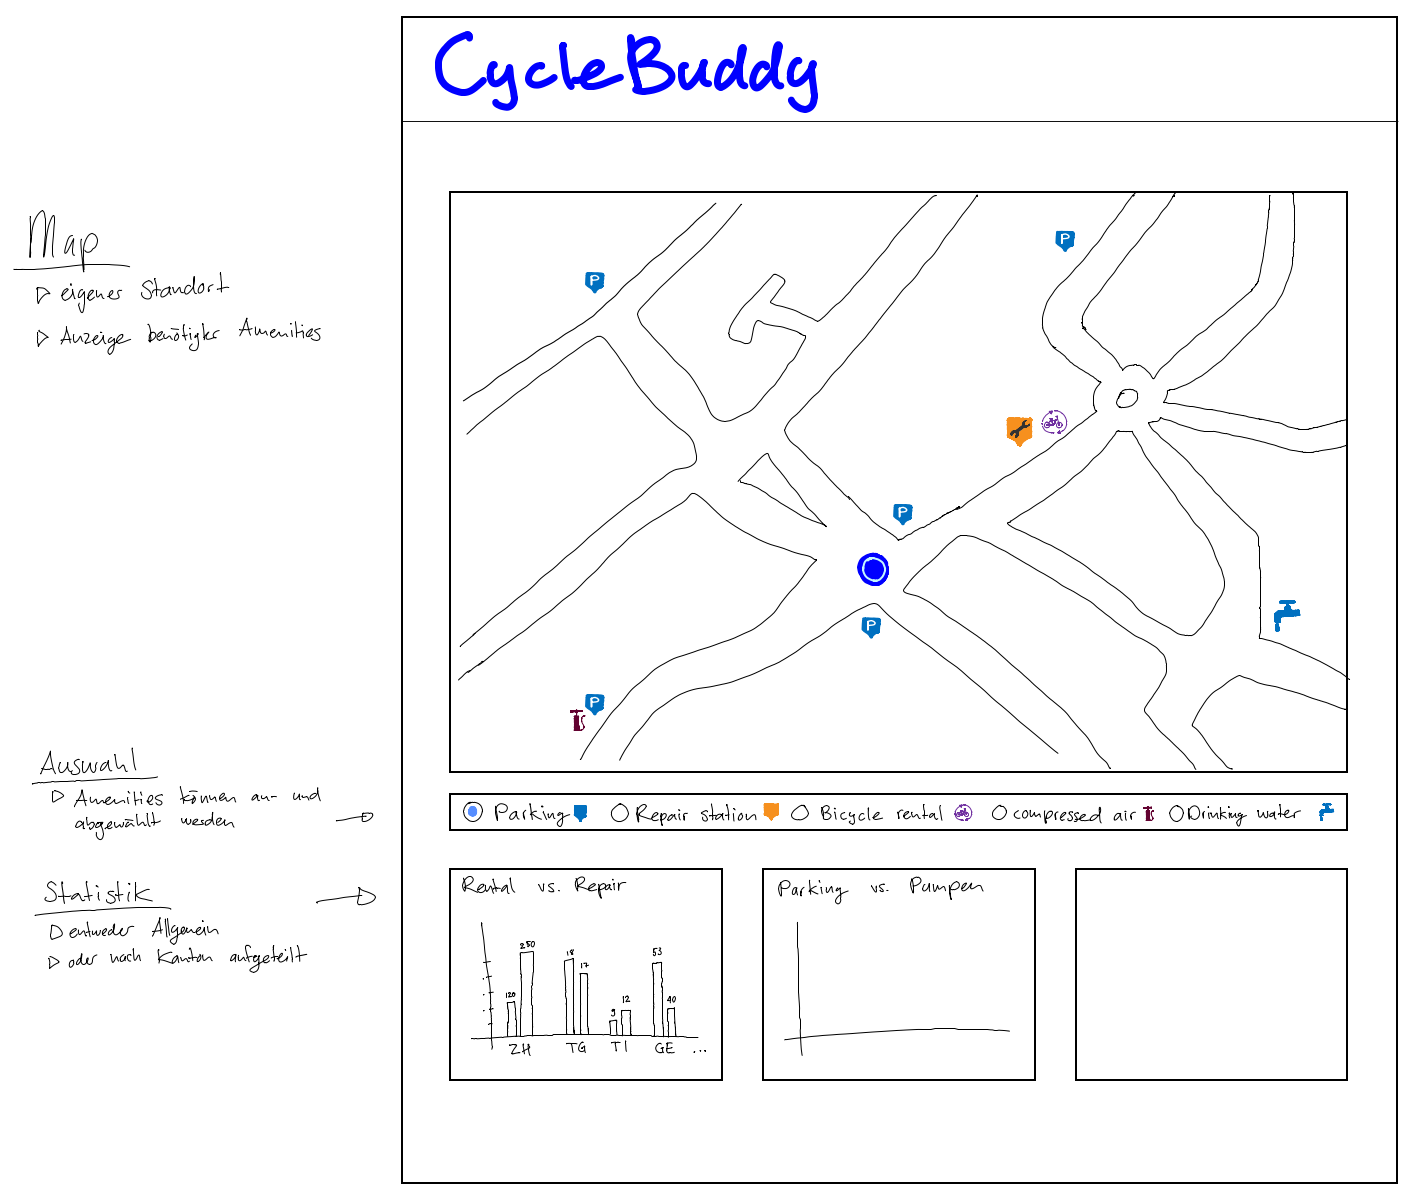 CycleBuddy
Map
eigener Standort
Anzeige benötigter Amenities
P
P
P
P
P
Auswahl
Amenities können an- und
abgewählt werden
Parking Repair station Bicycle rental compressed air Drinking water
Statistik
entweder Allgemein
oder nach Kanton aufgeteilt
Rental vs. Repair
120 250 18 17 9 12 53 40
ZH TG TI GE ...
Parking vs. Pumpen